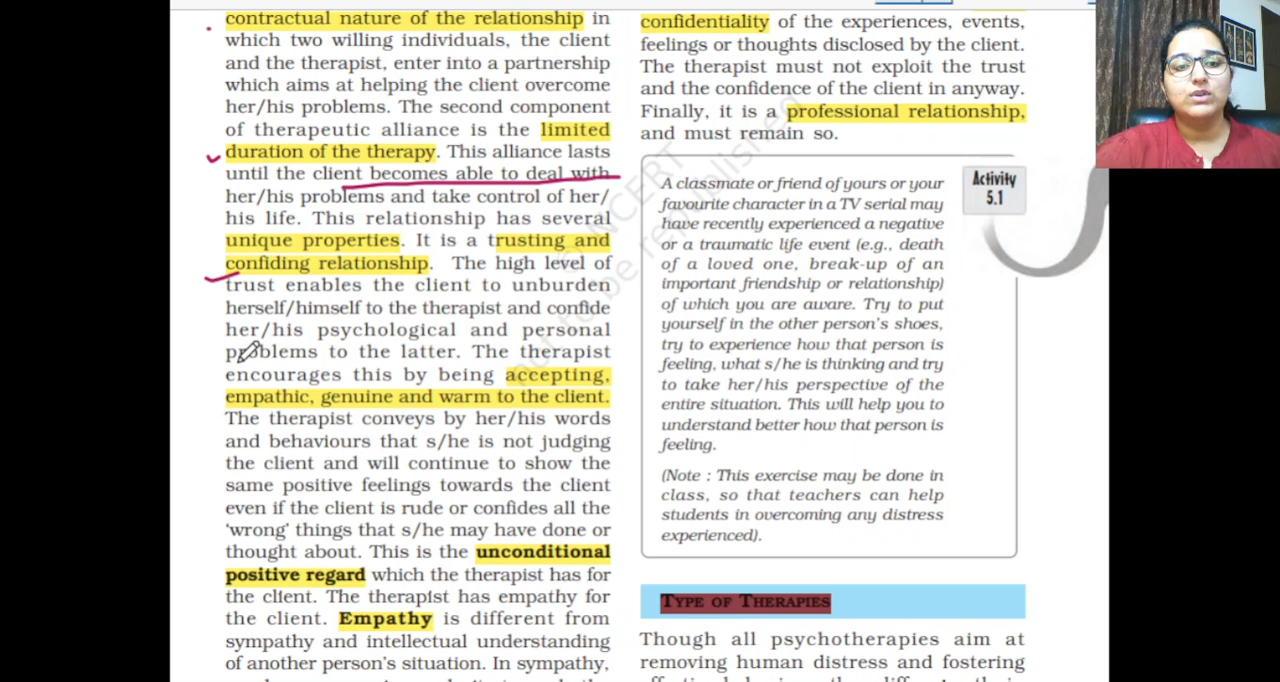 contractual nature of the relationship in
which two willing individuals, the client
and the therapist, enter into a partnership
which aims at helping the client overcome
her/his problems. The second component
of therapeutic alliance is the limited
duration of the therapy. This alliance lasts
until the client becomes able to deal with
her/his problems and take control of her/
his life. This relationship has several
unique properties. It is a trusting and
confiding relationship. The high level of
trust enables the client to unburden
herself/himself to the therapist and confide
her/his psychological and personal
problems to the latter. The therapist
encourages this by being accepting,
empathic, genuine and warm to the client.
The therapist conveys by her/his words
and behaviours that s/he is not judging
the client and will continue to show the
same positive feelings towards the client
even if the client is rude or confides all the
‘wrong’ things that s/he may have done or
thought about. This is the unconditional
positive regard which the therapist has for
the client. The therapist has empathy for
the client. Empathy is different from
sympathy and intellectual understanding
of another person's situation. In sympathy,
confidentiality of the experiences, events,
feelings or thoughts disclosed by the client.
The therapist must not exploit the trust
and the confidence of the client in anyway.
Finally, it is a professional relationship,
and must remain so.
A classmate or friend of yours or your
favourite character in a TV serial may
have recently experienced a negative
or a traumatic life event (e.g., death
of a loved one, break-up of an
important friendship or relationship)
of which you are aware. Try to put
yourself in the other person's shoes,
try to experience how that person is
feeling, what s/he is thinking and try
to take her/his perspective of the
entire situation. This will help you to
understand better how that person is
feeling.
(Note : This exercise may be done in
class, so that teachers can help
students in overcoming any distress
experienced).
Activity
5.1
TYPE OF THERAPIES
Though all psychotherapies aim at
removing human distress and fostering
© NCERT
not to be republished